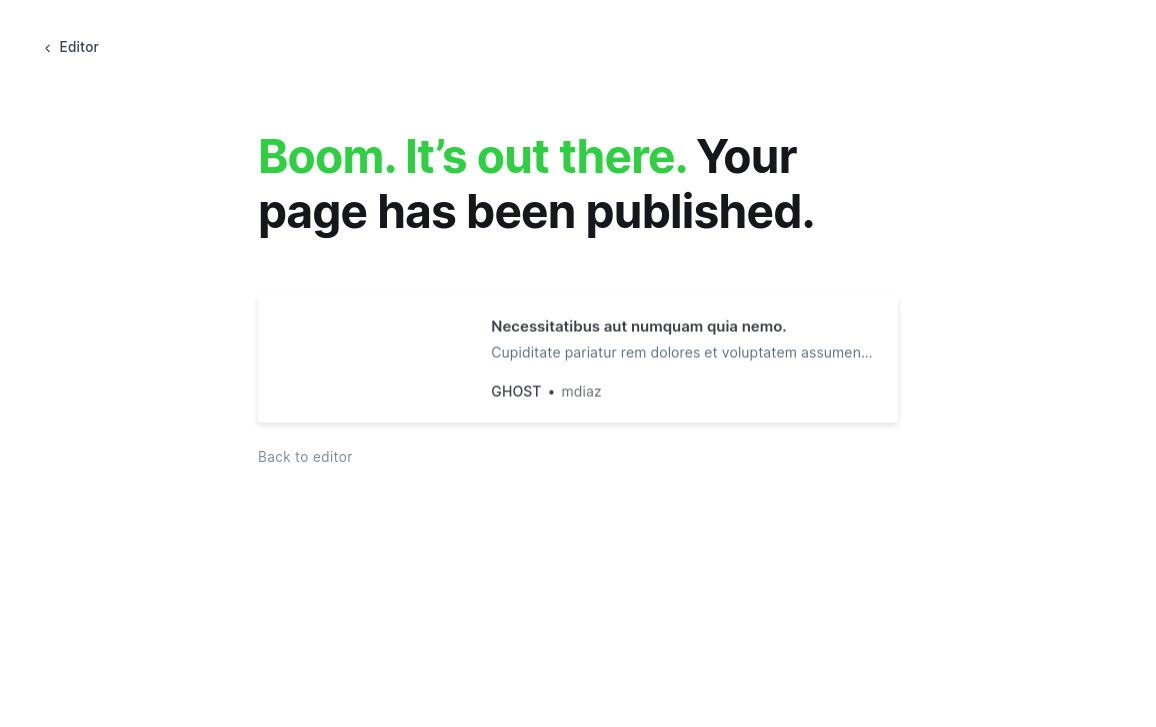 Editor
Boom. It’s out there. Your
page has been published.
Necessitatibus aut numquam quia nemo.
Cupiditate pariatur rem dolores et voluptatem assumen...
GHOST • mdiaz
Back to editor